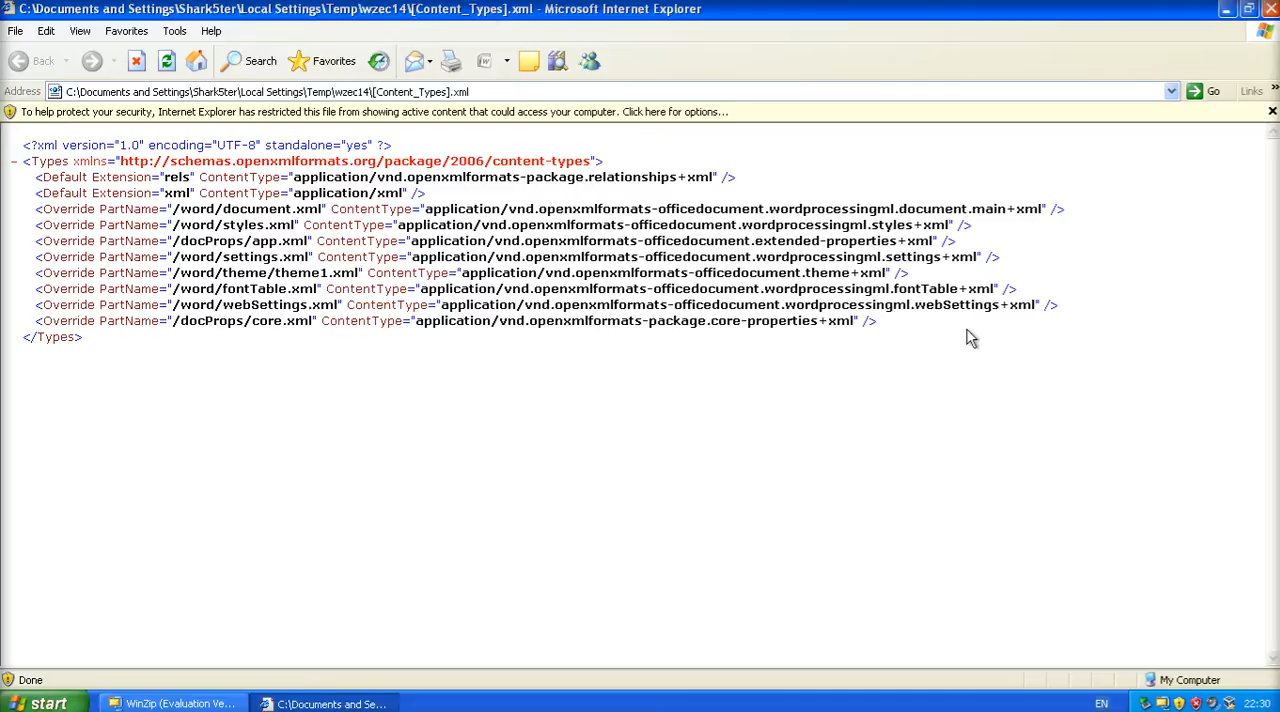 C:\Documents and Settings\Shark5ter\Local Settings\Temp\wzec14\[Content_Types].xml - Microsoft Internet Explorer
File Edit View Favorites Tools Help
Back Search Favorites
Address C:\Documents and Settings\Shark5ter\Local Settings\Temp\wzec14\[Content_Types].xml Go Links »
To help protect your security, Internet Explorer has restricted this file from showing active content that could access your computer. Click here for options...
<?xml version="1.0" encoding="UTF-8" standalone="yes" ?>
- <Types xmlns="http://schemas.openxmlformats.org/package/2006/content-types">
<Default Extension="rels" ContentType="application/vnd.openxmlformats-package.relationships+xml" />
<Default Extension="xml" ContentType="application/xml" />
<Override PartName="/word/document.xml" ContentType="application/vnd.openxmlformats-officedocument.wordprocessingml.document.main+xml" />
<Override PartName="/word/styles.xml" ContentType="application/vnd.openxmlformats-officedocument.wordprocessingml.styles+xml" />
<Override PartName="/docProps/app.xml" ContentType="application/vnd.openxmlformats-officedocument.extended-properties+xml" />
<Override PartName="/word/settings.xml" ContentType="application/vnd.openxmlformats-officedocument.wordprocessingml.settings+xml" />
<Override PartName="/word/theme/theme1.xml" ContentType="application/vnd.openxmlformats-officedocument.theme+xml" />
<Override PartName="/word/fontTable.xml" ContentType="application/vnd.openxmlformats-officedocument.wordprocessingml.fontTable+xml" />
<Override PartName="/word/webSettings.xml" ContentType="application/vnd.openxmlformats-officedocument.wordprocessingml.webSettings+xml" />
<Override PartName="/docProps/core.xml" ContentType="application/vnd.openxmlformats-package.core-properties+xml" />
</Types>
Done My Computer
start WinZip (Evaluation Ve... C:\Documents and Se... EN 22:30